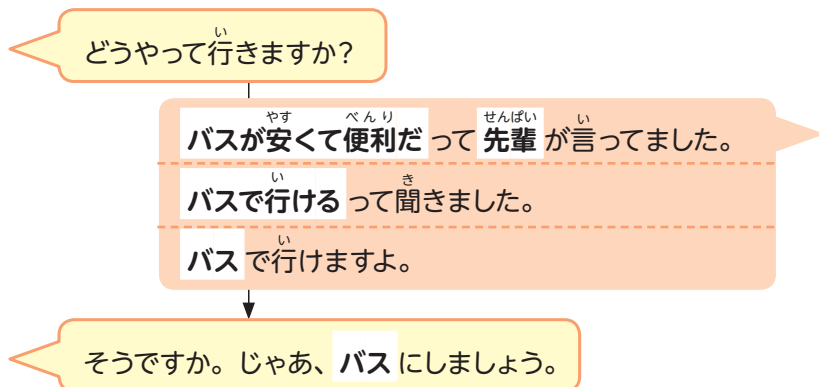 どうやって行きますか？
バスが安くて便利だって先輩が言ってました。
バスで行けるって聞きました。
バスで行けますよ。
そうですか。じゃあ、バスにしましょう。